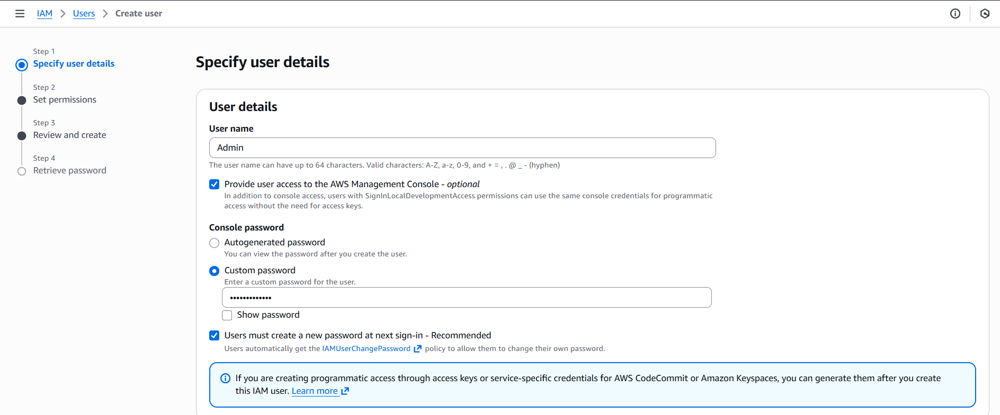 IAM > Users > Create user
Step 1
Specify user details
Step 2
Set permissions
Step 3
Review and create
Step 4
Retrieve password
Specify user details
User details
User name
Admin
The user name can have up to 64 characters. Valid characters: A-Z, a-z, 0-9, and + = , . @ _ - (hyphen)
Provide user access to the AWS Management Console - optional
In addition to console access, users with SignInLocalDevelopmentAccess permissions can use the same console credentials for programmatic
access without the need for access keys.
Console password
Autogenerated password
You can view the password after you create the user.
Custom password
Enter a custom password for the user.
•••••••••••••
Show password
Users must create a new password at next sign-in - Recommended
Users automatically get the IAMUserChangePassword policy to allow them to change their own password.
If you are creating programmatic access through access keys or service-specific credentials for AWS CodeCommit or Amazon Keyspaces, you can generate them after you create
this IAM user. Learn more